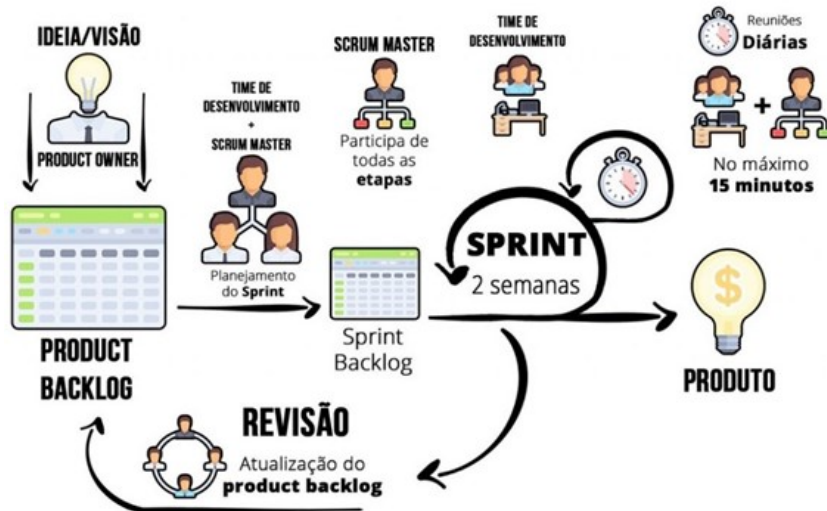 IDEIA/VISÃO
PRODUCT OWNER
PRODUCT
BACKLOG
TIME DE
DESENVOLVIMENTO
+
SCRUM MASTER
Planejamento
do Sprint
SCRUM MASTER
Participa de
todas as
etapas
Sprint
Backlog
TIME DE
DESENVOLVIMENTO
SPRINT
2 semanas
Reuniões
Diárias
+
No máximo
15 minutos
$
PRODUTO
REVISÃO
Atualização do
product backlog